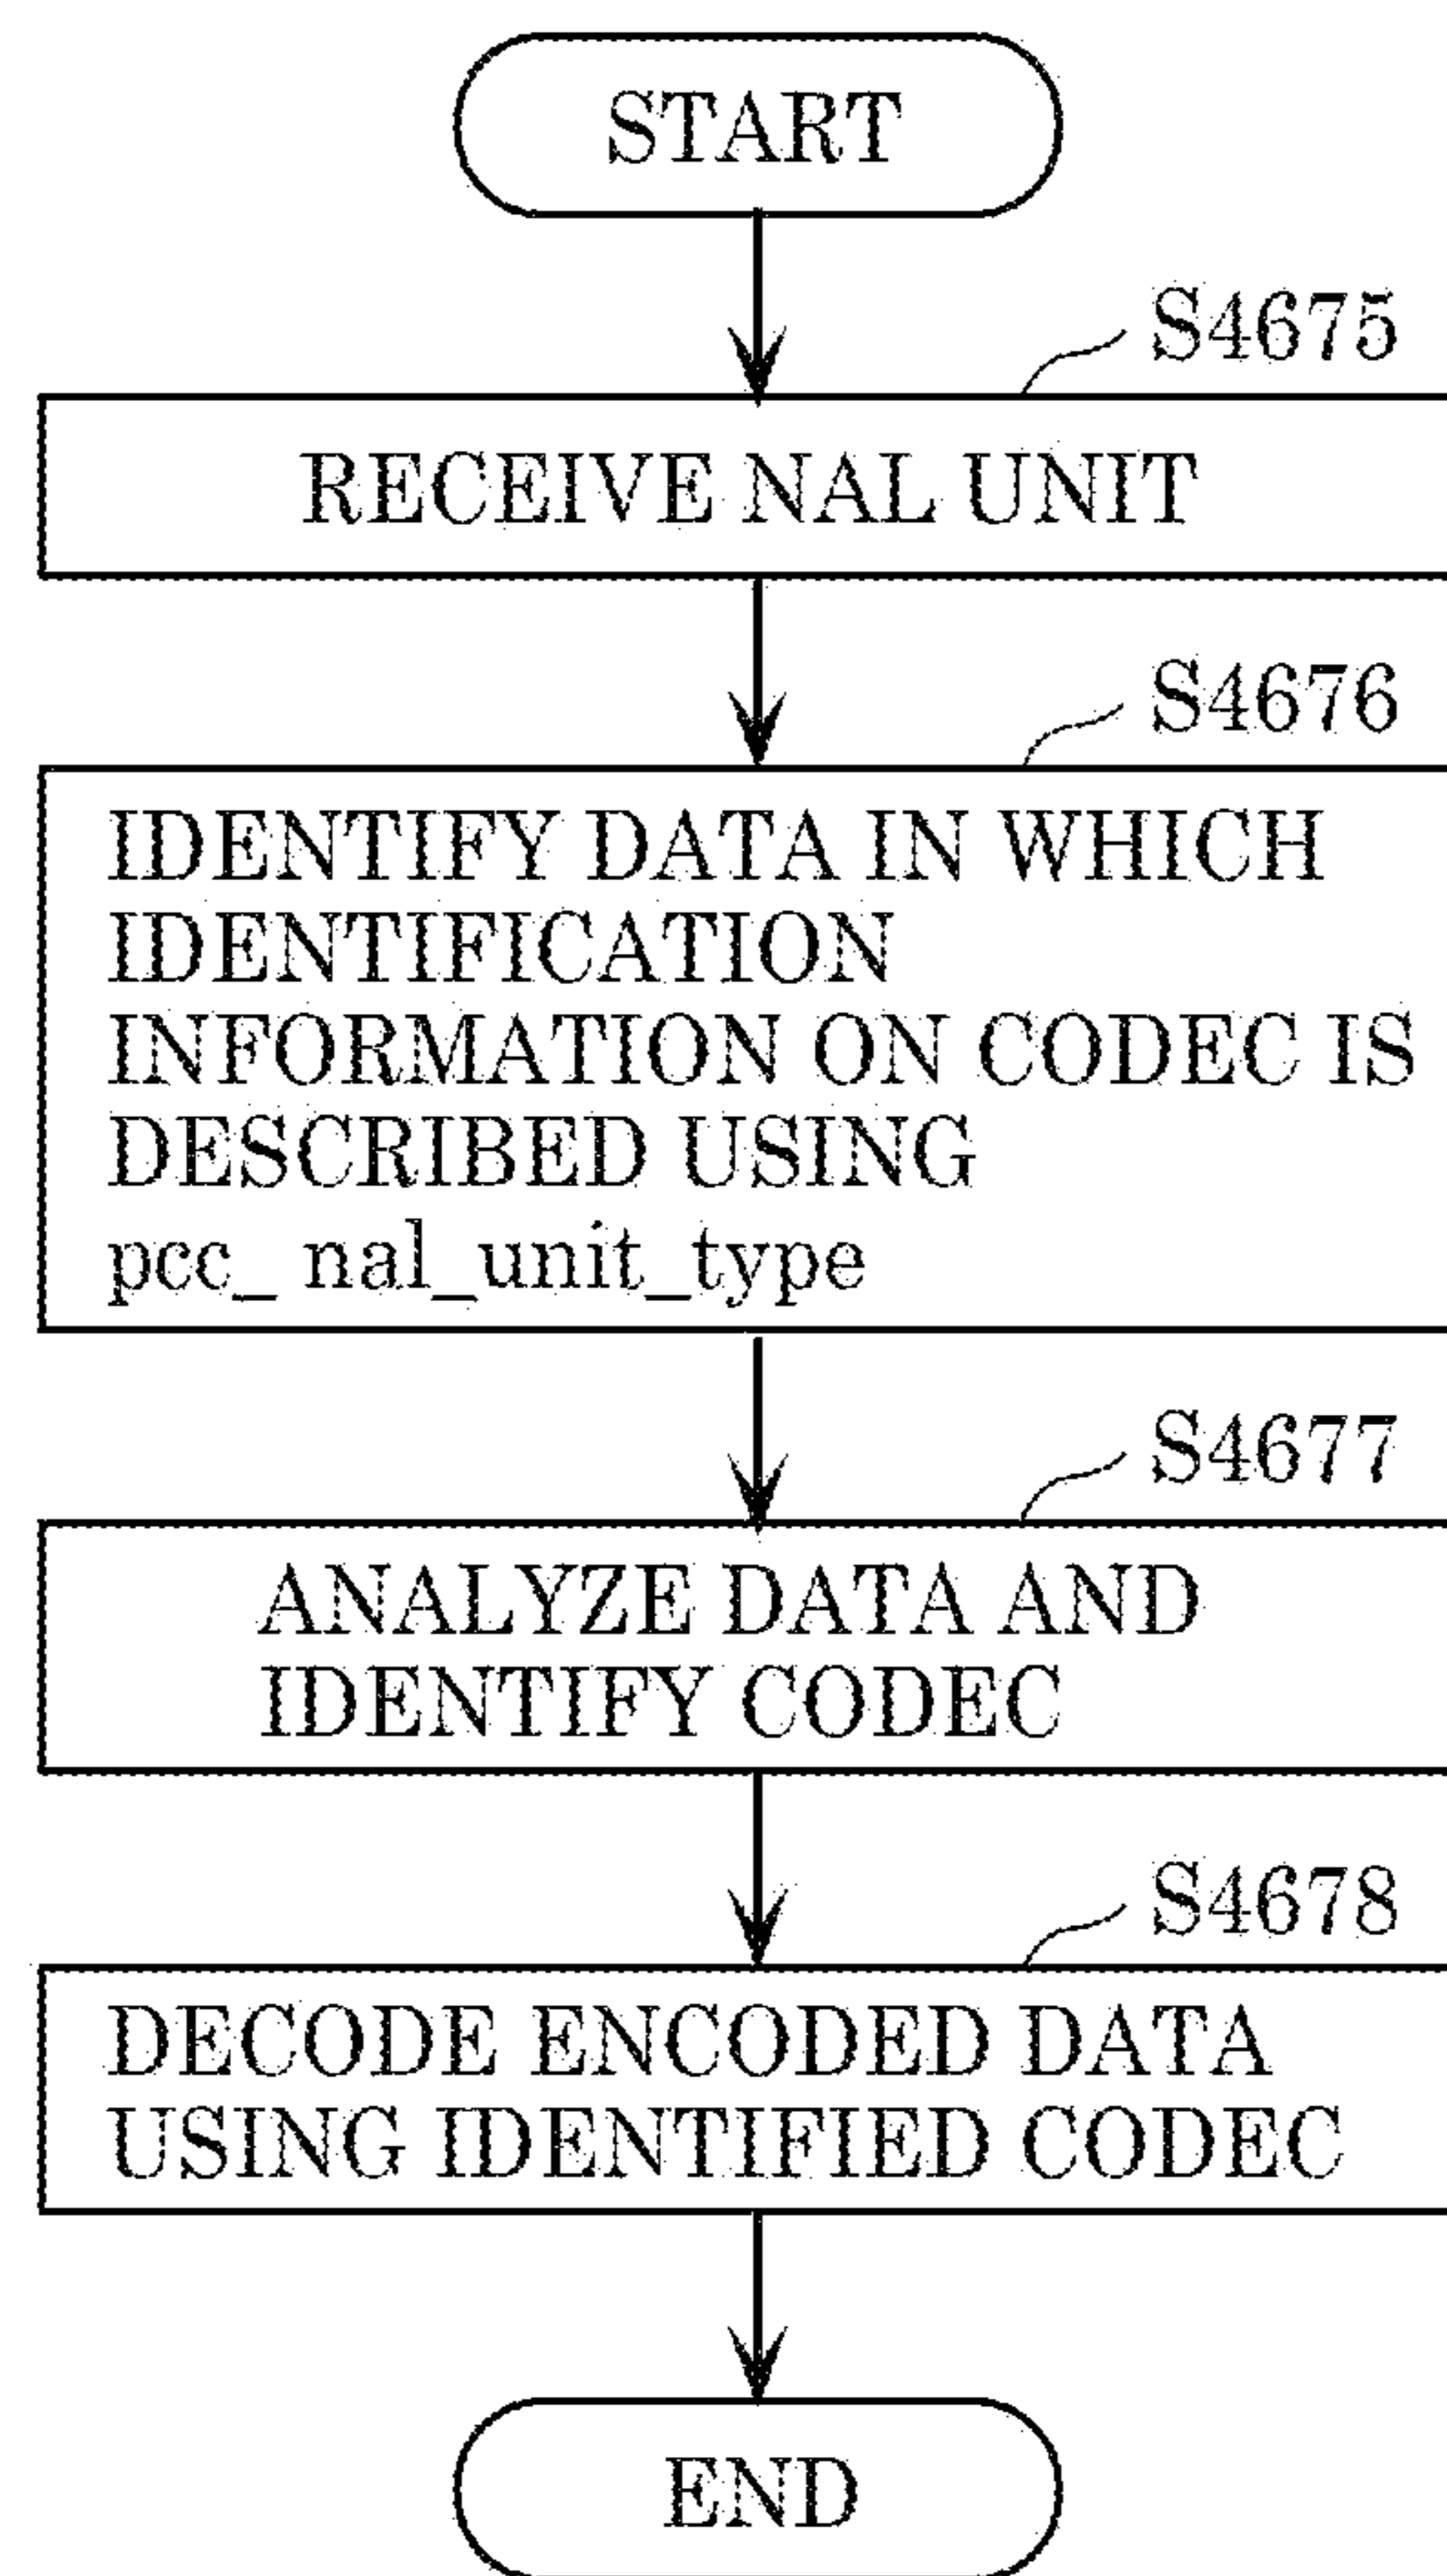 START
S4675
RECEIVE NAL UNIT
S4676
IDENTIFY DATA IN WHICH
IDENTIFICATION
INFORMATION ON CODEC IS
DESCRIBED USING
pcc_ nal_unit_type
S4677
ANALYZE DATA AND
IDENTIFY CODEC
S4678
DECODE ENCODED DATA
USING IDENTIFIED CODEC
END